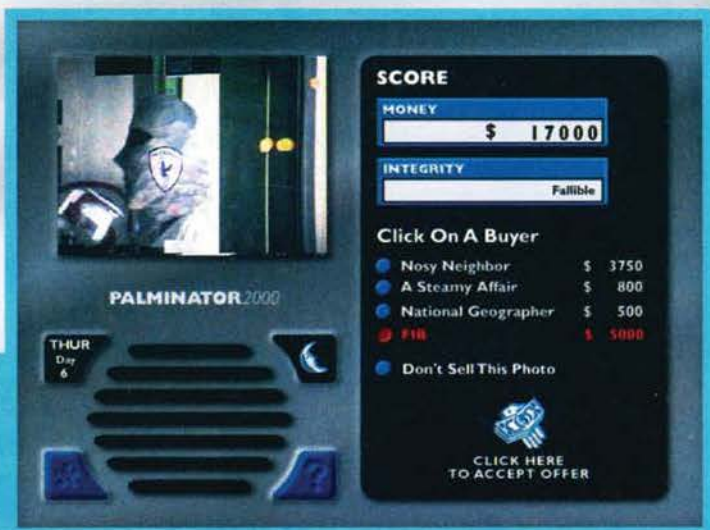 SCORE
MONEY
$ 17000
INTEGRITY
Fallible
Click On A Buyer
Nosy Neighbor $ 3750
A Steamy Affair $ 800
National Geographer $ 500
FIB $ 5000
Don't Sell This Photo
CLICK HERE
TO ACCEPT OFFER
PALMINATOR2000
THUR
Day
6
?